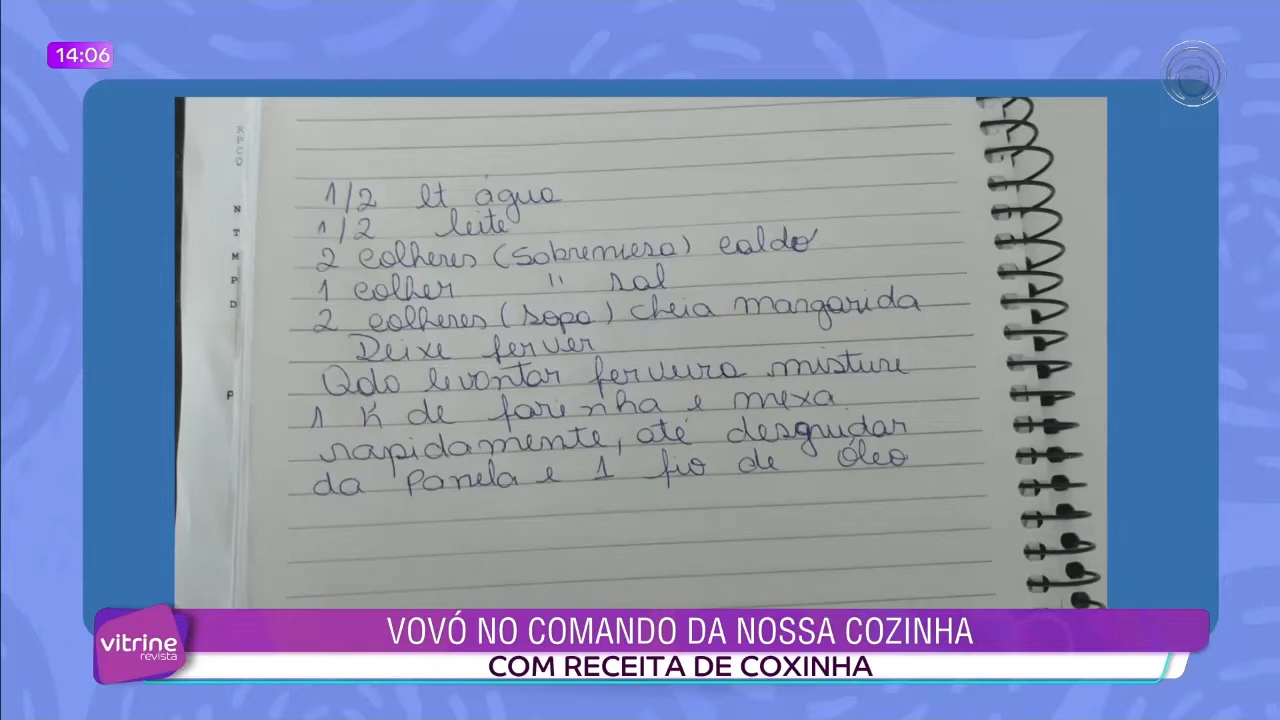 14:06
1/2 lt água
1/2 leite
2 colheres (sobremesa) caldo
1 colher " sal
2 colheres (sopa) cheia margarida
Deixe ferver
Qdo levantar fervura misture
1 K de farinha e mexa
rapidamente, até desgrudar
da panela e 1 fio de óleo
N
T
M
P
D
P
vitrine
revista
VOVÓ NO COMANDO DA NOSSA COZINHA
COM RECEITA DE COXINHA